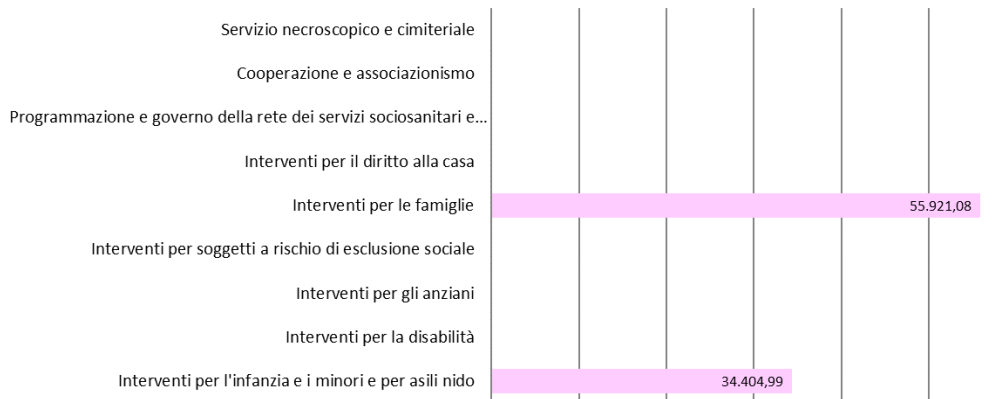 Servizio necroscopico e cimiteriale
Cooperazione e associazionismo
Programmazione e governo della rete dei servizi sociosanitari e...
Interventi per il diritto alla casa
Interventi per le famiglie
55.921,08
Interventi per soggetti a rischio di esclusione sociale
Interventi per gli anziani
Interventi per la disabilità
Interventi per l'infanzia e i minori e per asili nido
34.404,99